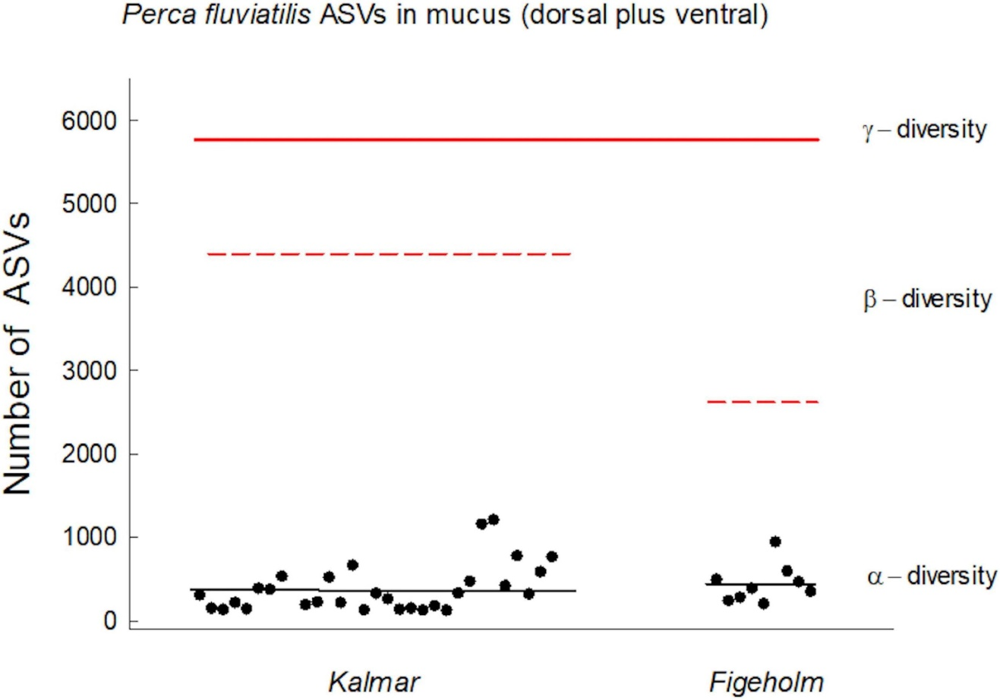 Perca fluviatilis ASVs in mucus (dorsal plus ventral)
Number of ASVs
6000
5000
4000
3000
2000
1000
0
γ – diversity
β – diversity
α – diversity
Kalmar
Figeholm